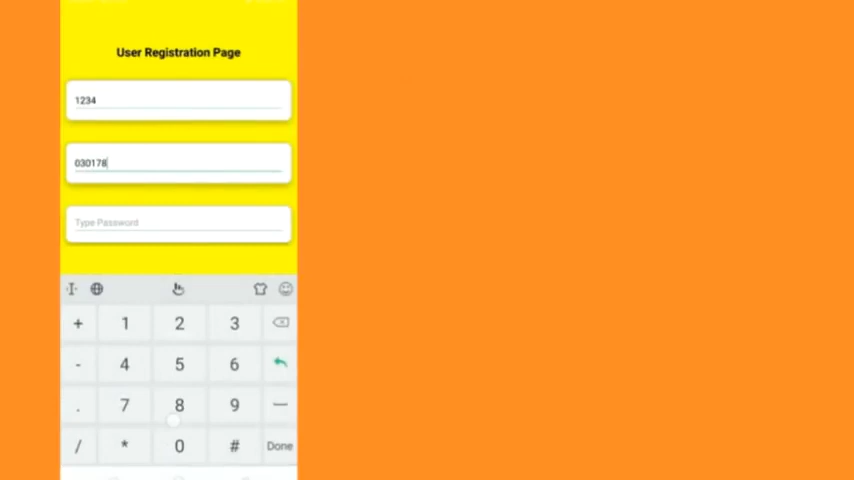 User Registration Page
1234
030178
Type Password
+ 1 2 3
- 4 5 6
. 7 8 9
/ * 0 # Done